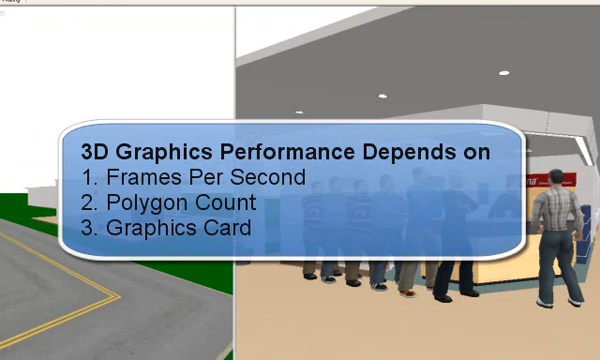 3D Graphics Performance Depends on
1. Frames Per Second
2. Polygon Count
3. Graphics Card